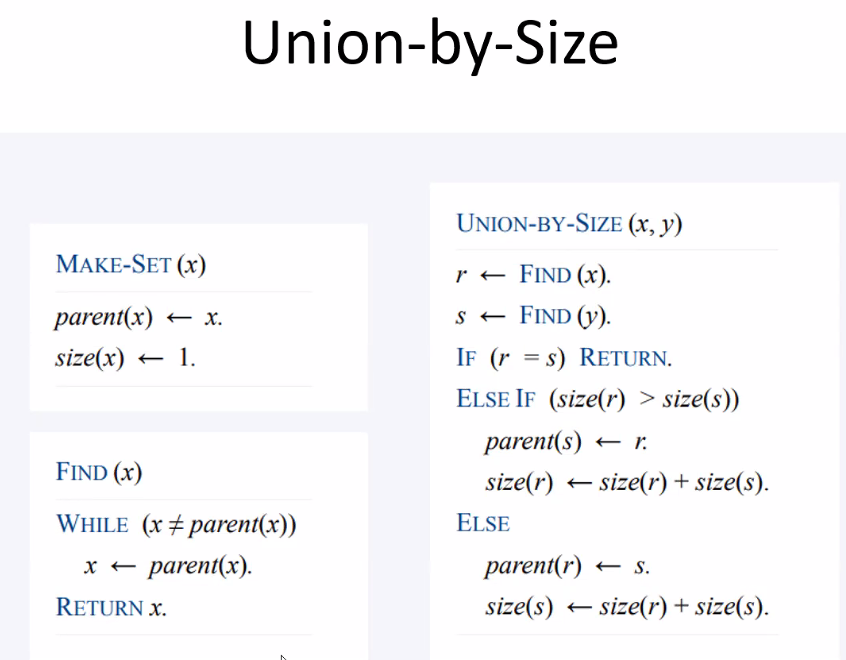 Union-by-Size
MAKE-SET (x)
parent(x) ← x.
size(x) ← 1.
FIND (x)
WHILE (x ≠ parent(x))
x ← parent(x).
RETURN x.
UNION-BY-SIZE (x, y)
r ← FIND (x).
s ← FIND (y).
IF (r = s) RETURN.
ELSE IF (size(r) > size(s))
parent(s) ← r.
size(r) ← size(r) + size(s).
ELSE
parent(r) ← s.
size(s) ← size(r) + size(s).